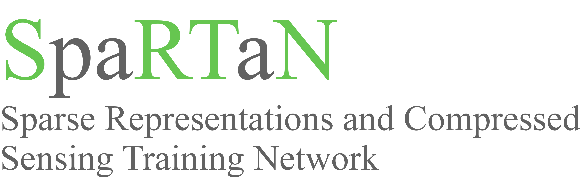 SpaRTaN
Sparse Representations and Compressed
Sensing Training Network